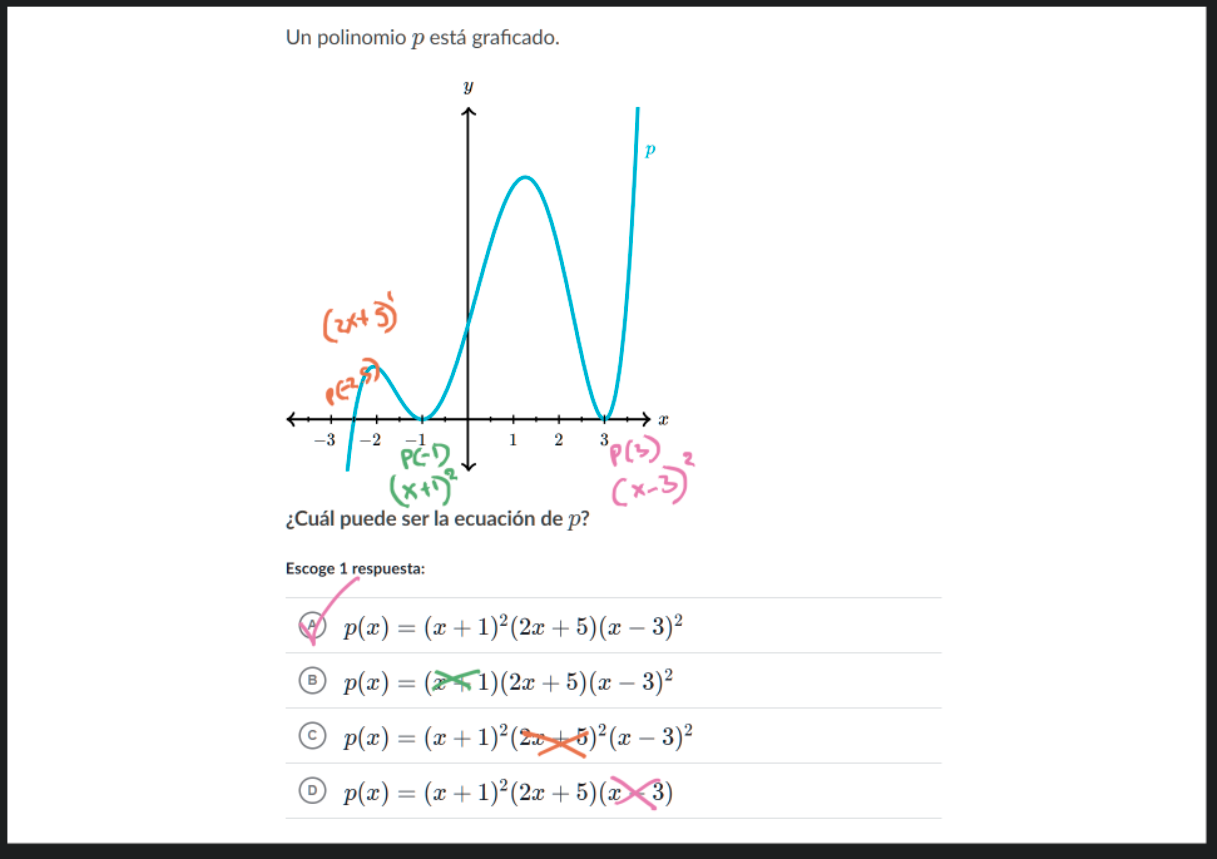 Un polinomio p está graficado.
y
p
(2x+5)¹
p(-2,5)
x
−3 −2 −1 1 2 3
P(-1) P(3)
(x+1)² (x-3)²
¿Cuál puede ser la ecuación de p?
Escoge 1 respuesta:
A p(x) = (x + 1)²(2x + 5)(x − 3)²
B p(x) = (x + 1)(2x + 5)(x − 3)²
C p(x) = (x + 1)²(2x + 5)²(x − 3)²
D p(x) = (x + 1)²(2x + 5)(x − 3)